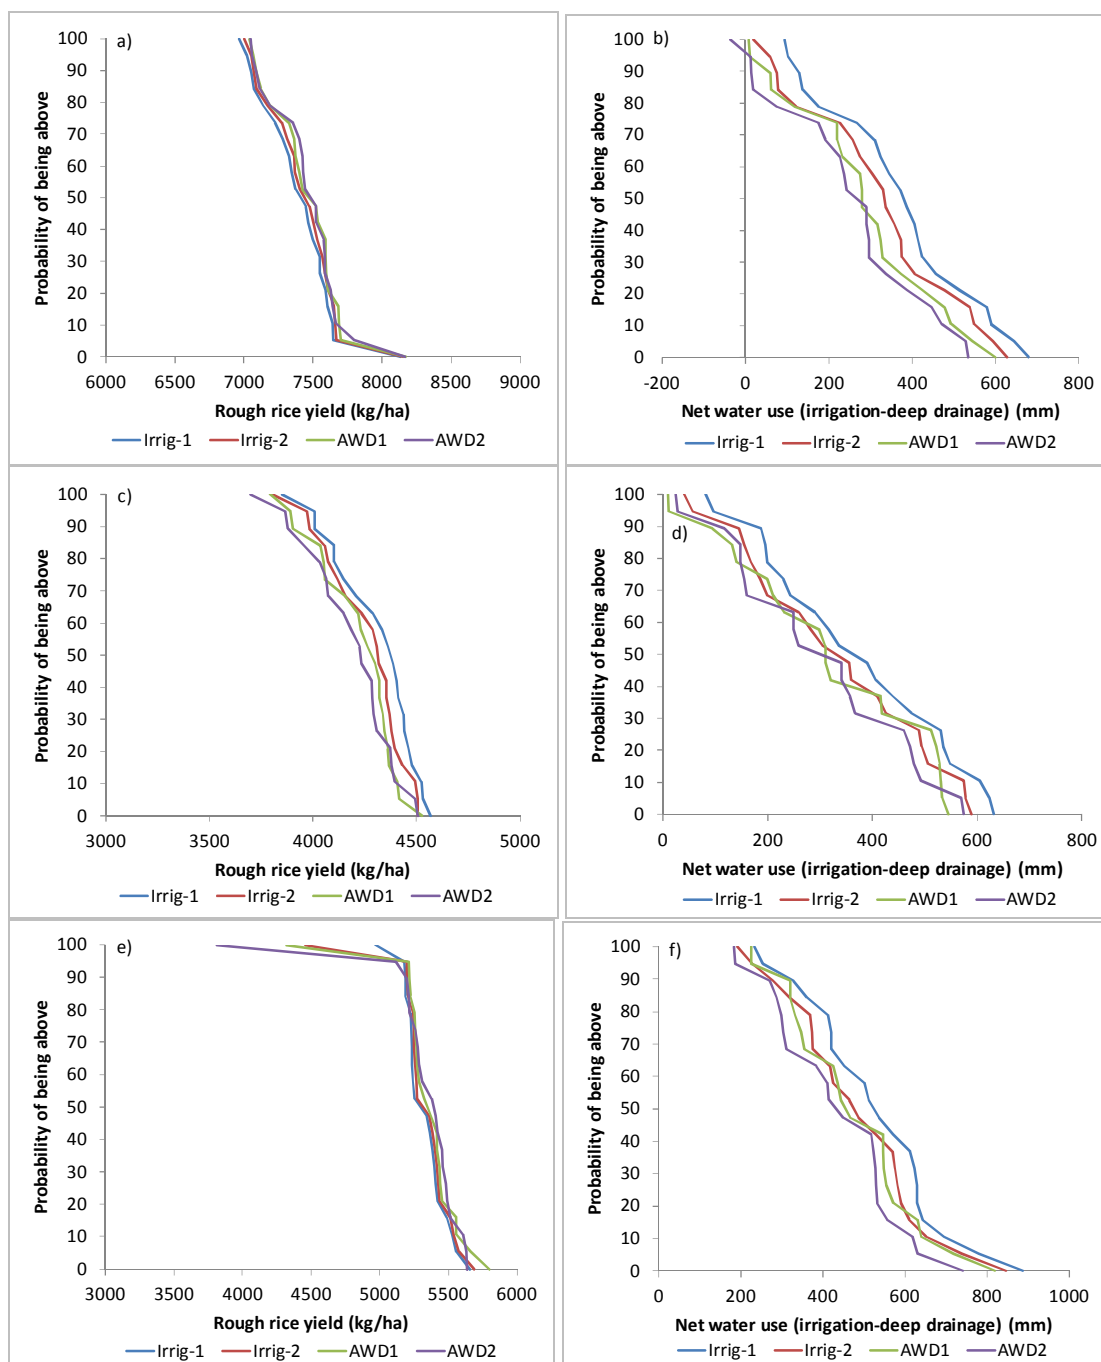 a)
Probability of being above
100
90
80
70
60
50
40
30
20
10
0
6000 6500 7000 7500 8000 8500 9000
Rough rice yield (kg/ha)
Irrig-1 Irrig-2 AWD1 AWD2
b)
Probability of being above
100
90
80
70
60
50
40
30
20
10
0
-200 0 200 400 600 800
Net water use (irrigation-deep drainage) (mm)
Irrig-1 Irrig-2 AWD1 AWD2
c)
Probability of being above
100
90
80
70
60
50
40
30
20
10
0
3000 3500 4000 4500 5000
Rough rice yield (kg/ha)
Irrig-1 Irrig-2 AWD1 AWD2
d)
Probability of being above
100
90
80
70
60
50
40
30
20
10
0
0 200 400 600 800
Net water use (irrigation-deep drainage) (mm)
Irrig-1 Irrig-2 AWD1 AWD2
e)
Probability of being above
100
90
80
70
60
50
40
30
20
10
0
3000 3500 4000 4500 5000 5500 6000
Rough rice yield (kg/ha)
Irrig-1 Irrig-2 AWD1 AWD2
f)
Probability of being above
100
90
80
70
60
50
40
30
20
10
0
0 200 400 600 800 1000
Net water use (irrigation-deep drainage) (mm)
Irrig-1 Irrig-2 AWD1 AWD2